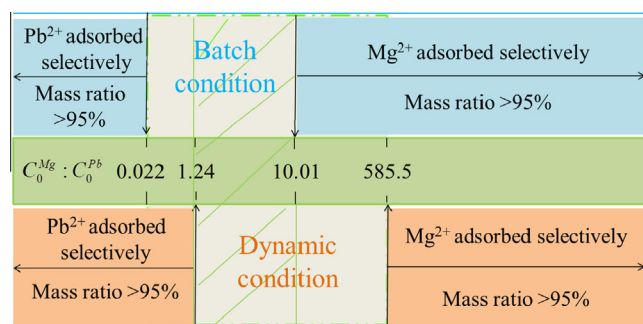 Pb²⁺ adsorbed
selectively
Mass ratio
>95%
Batch
condition
Mg²⁺ adsorbed selectively
Mass ratio >95%
C₀ᴹᵍ : C₀ᴾᵇ 0.022 1.24 10.01 585.5
Pb²⁺ adsorbed
selectively
Mass ratio >95%
Dynamic
condition
Mg²⁺ adsorbed selectively
Mass ratio >95%